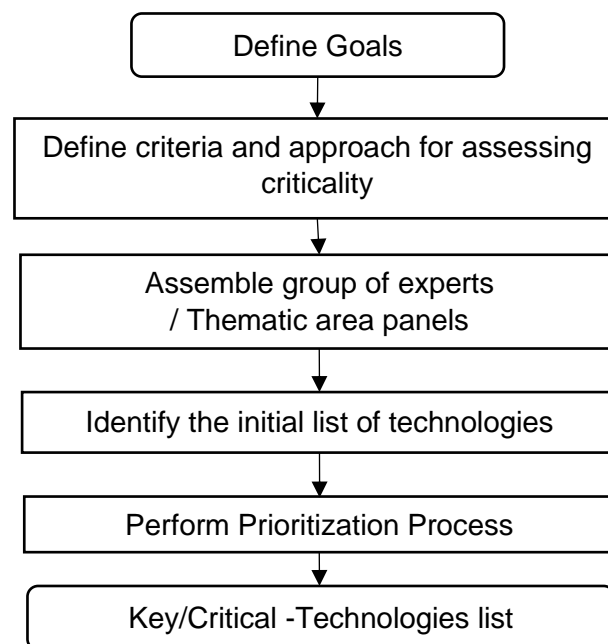 Define Goals
Define criteria and approach for assessing
criticality
Assemble group of experts
/ Thematic area panels
Identify the initial list of technologies
Perform Prioritization Process
Key/Critical -Technologies list